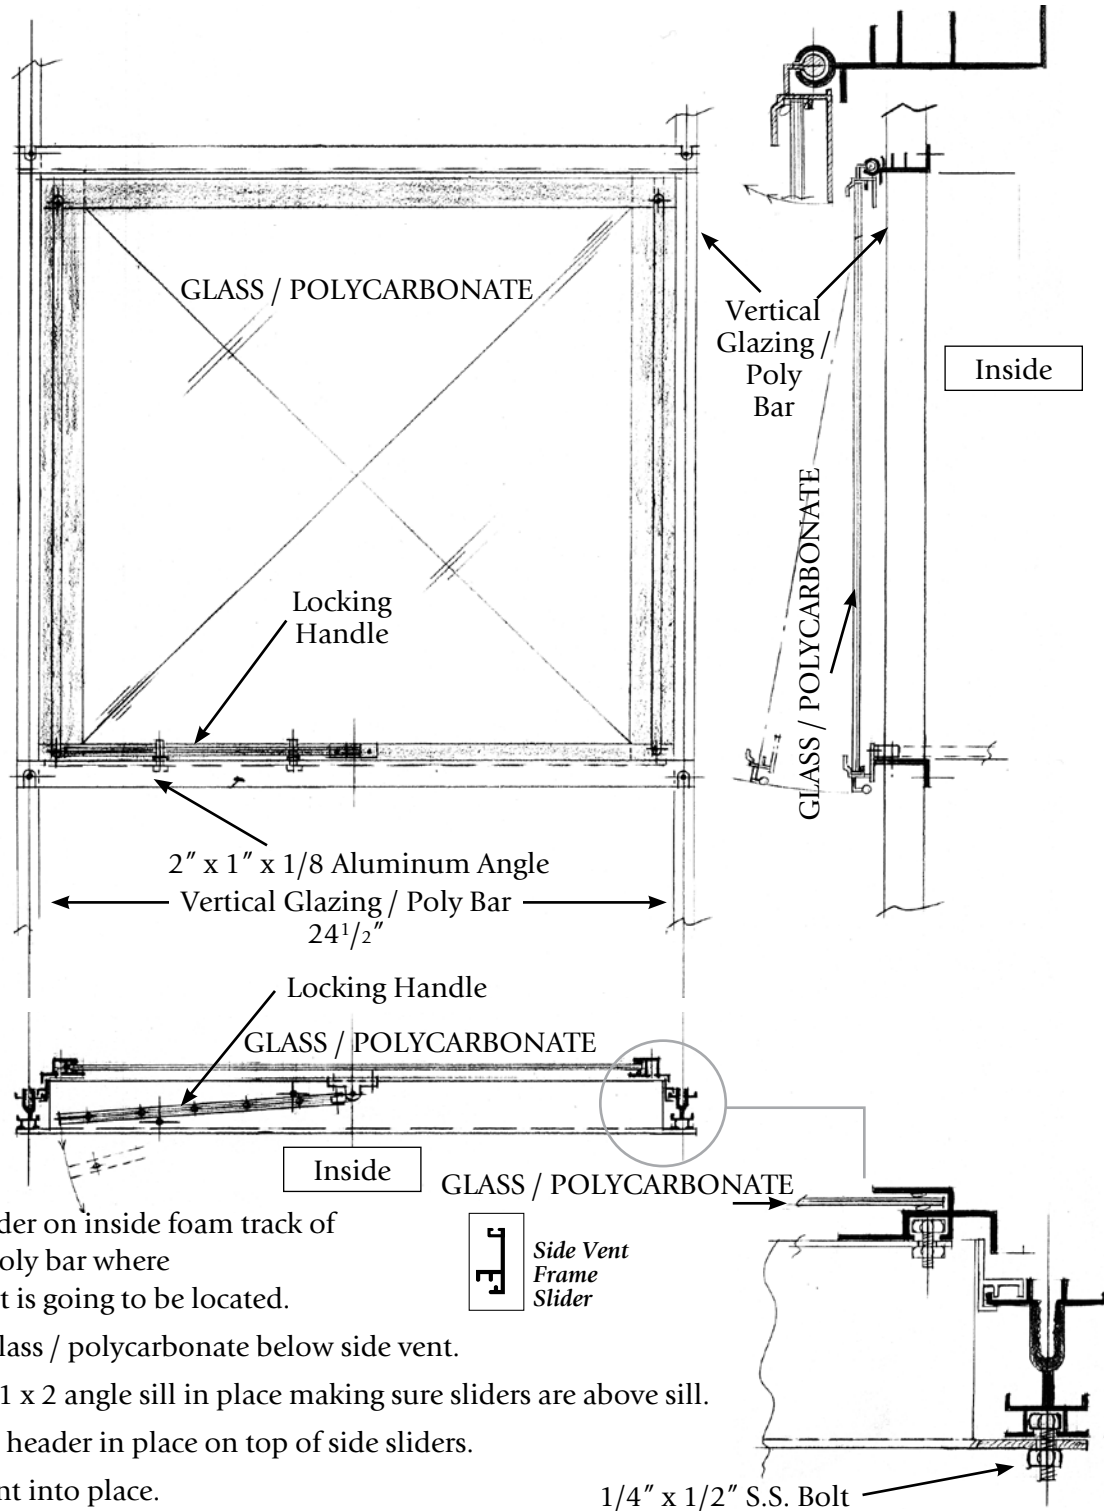 GLASS / POLYCARBONATE
Vertical
Glazing /
Poly
Bar
Inside
GLASS / POLYCARBONATE
Locking
Handle
2" x 1" x 1/8 Aluminum Angle
Vertical Glazing / Poly Bar
24 1/2"
Locking Handle
GLASS / POLYCARBONATE
Inside
GLASS / POLYCARBONATE
Side Vent
Frame
Slider
der on inside foam track of
oly bar where
t is going to be located.
lass / polycarbonate below side vent.
1 x 2 angle sill in place making sure sliders are above sill.
header in place on top of side sliders.
nt into place.
1/4" x 1/2" S.S. Bolt